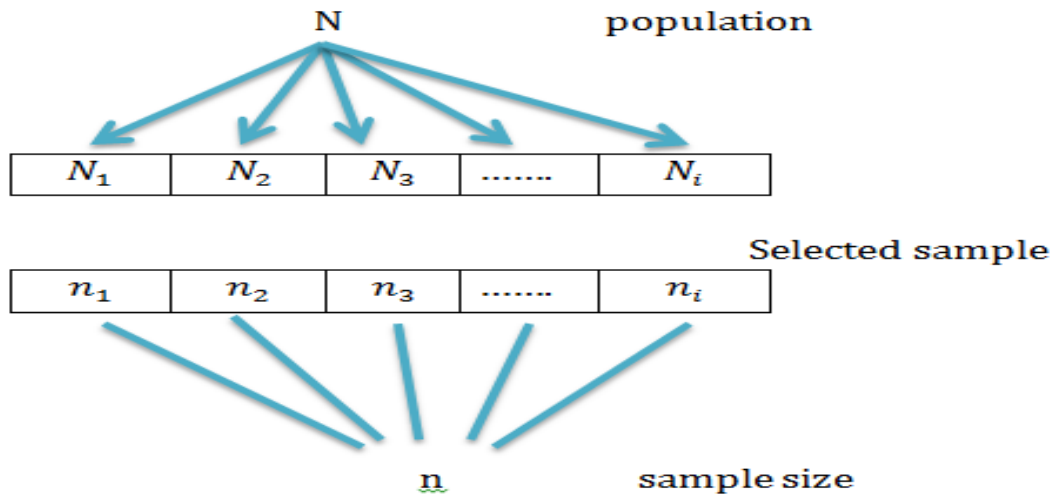 N population
N₁ N₂ N₃ ....... Nᵢ
Selected sample
n₁ n₂ n₃ ....... nᵢ
n sample size